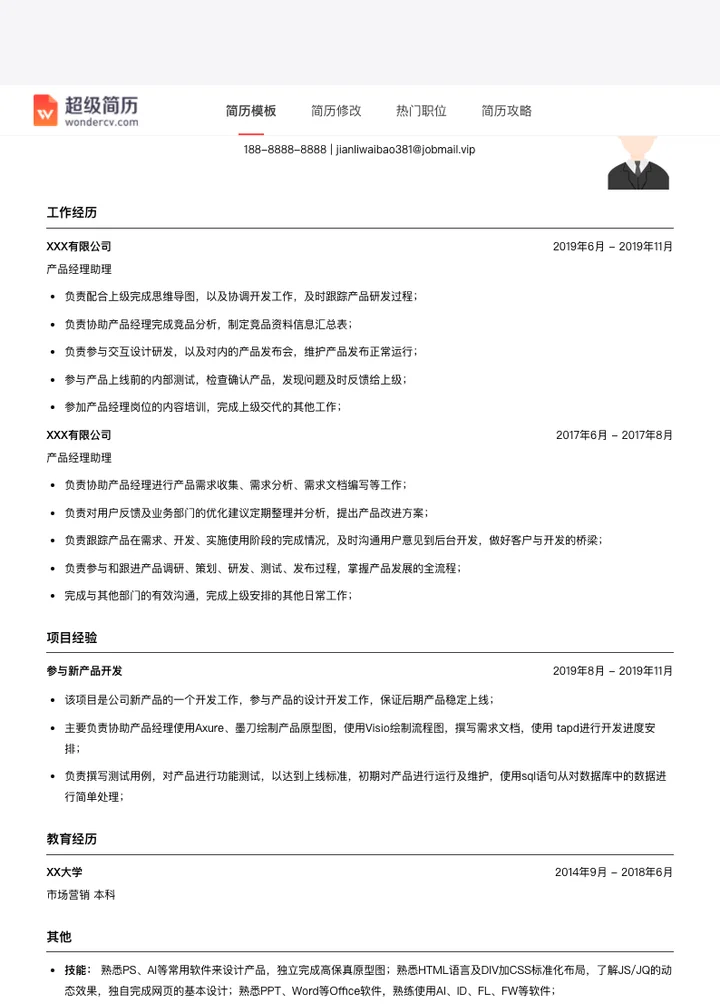 超级简历
wondercv.com
简历模板 简历修改 热门职位 简历攻略
188-8888-8888 | jianliwaibao381@jobmail.vip
工作经历
XXX有限公司 2019年6月 - 2019年11月
产品经理助理
• 负责配合上级完成思维导图，以及协调开发工作，及时跟踪产品研发过程；
• 负责协助产品经理完成竞品分析，制定竞品资料信息汇总表；
• 负责参与交互设计研发，以及对内的产品发布会，维护产品发布正常运行；
• 参与产品上线前的内部测试，检查确认产品，发现问题及时反馈给上级；
• 参加产品经理岗位的内容培训，完成上级交代的其他工作；
XXX有限公司 2017年6月 - 2017年8月
产品经理助理
• 负责协助产品经理进行产品需求收集、需求分析、需求文档编写等工作；
• 负责对用户反馈及业务部门的优化建议定期整理并分析，提出产品改进方案；
• 负责跟踪产品在需求、开发、实施使用阶段的完成情况，及时沟通用户意见到后台开发，做好客户与开发的桥梁；
• 负责参与和跟进产品调研、策划、研发、测试、发布过程，掌握产品发展的全流程；
• 完成与其他部门的有效沟通，完成上级安排的其他日常工作；
项目经验
参与新产品开发 2019年8月 - 2019年11月
• 该项目是公司新产品的一个开发工作，参与产品的设计开发工作，保证后期产品稳定上线；
• 主要负责协助产品经理使用Axure、墨刀绘制产品原型图，使用Visio绘制流程图，撰写需求文档，使用 tapd进行开发进度安
排；
• 负责撰写测试用例，对产品进行功能测试，以达到上线标准，初期对产品进行运行及维护，使用sql语句从对数据库中的数据进
行简单处理；
教育经历
XX大学 2014年9月 - 2018年6月
市场营销 本科
其他
• 技能： 熟悉PS、AI等常用软件来设计产品，独立完成高保真原型图；熟悉HTML语言及DIV加CSS标准化布局，了解JS/JQ的动
态效果，独自完成网页的基本设计；熟悉PPT、Word等Office软件，熟练使用AI、ID、FL、FW等软件；